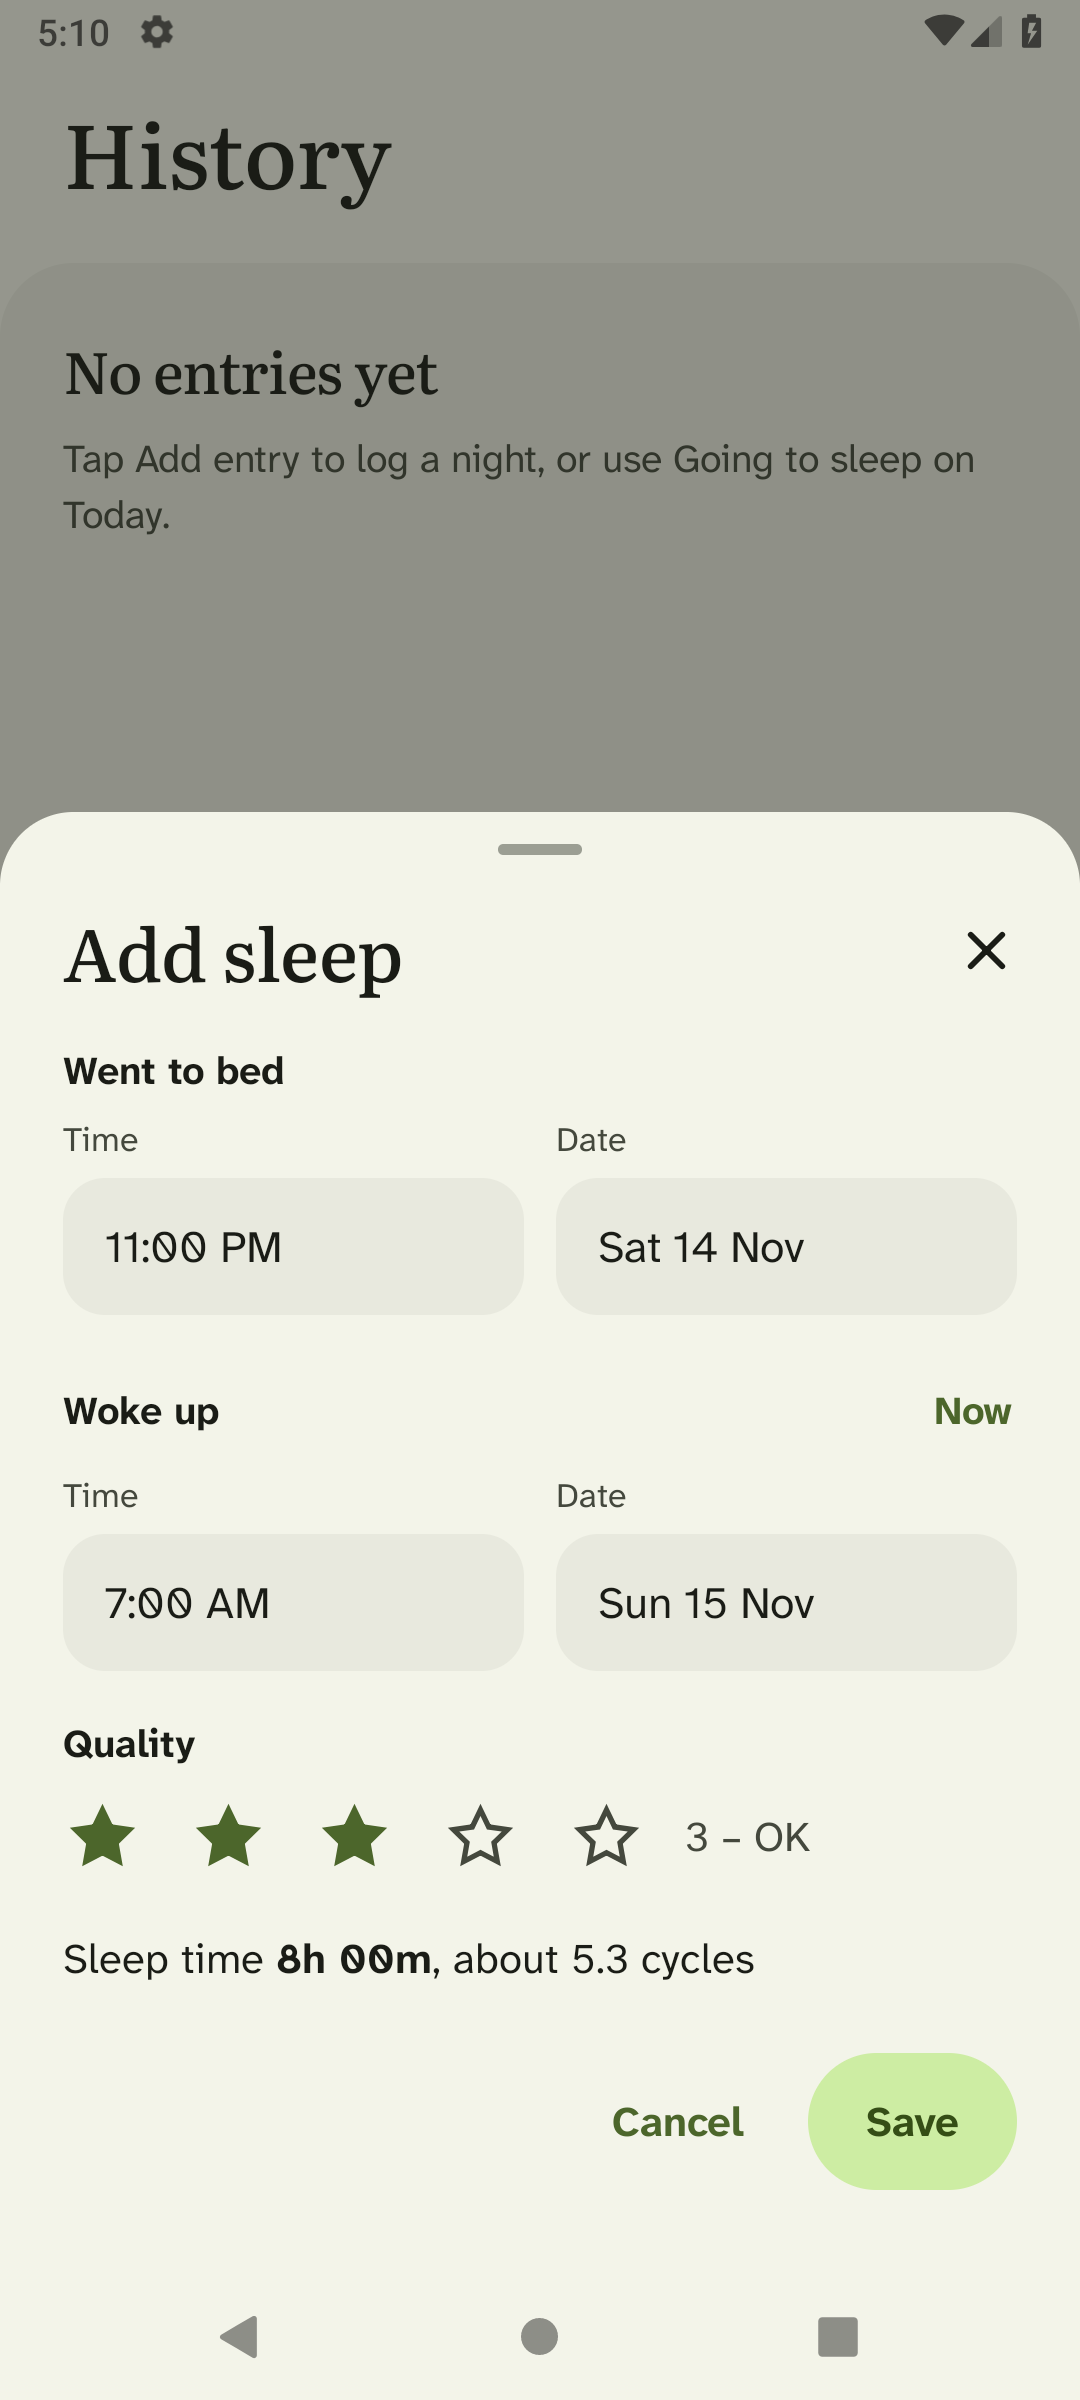 5:10
History
No entries yet
Tap Add entry to log a night, or use Going to sleep on
Today.
Add sleep
Went to bed
Time
Date
11:00 PM
Sat 14 Nov
Woke up
Now
Time
Date
7:00 AM
Sun 15 Nov
Quality
3 – OK
Sleep time 8h 00m, about 5.3 cycles
Cancel
Save